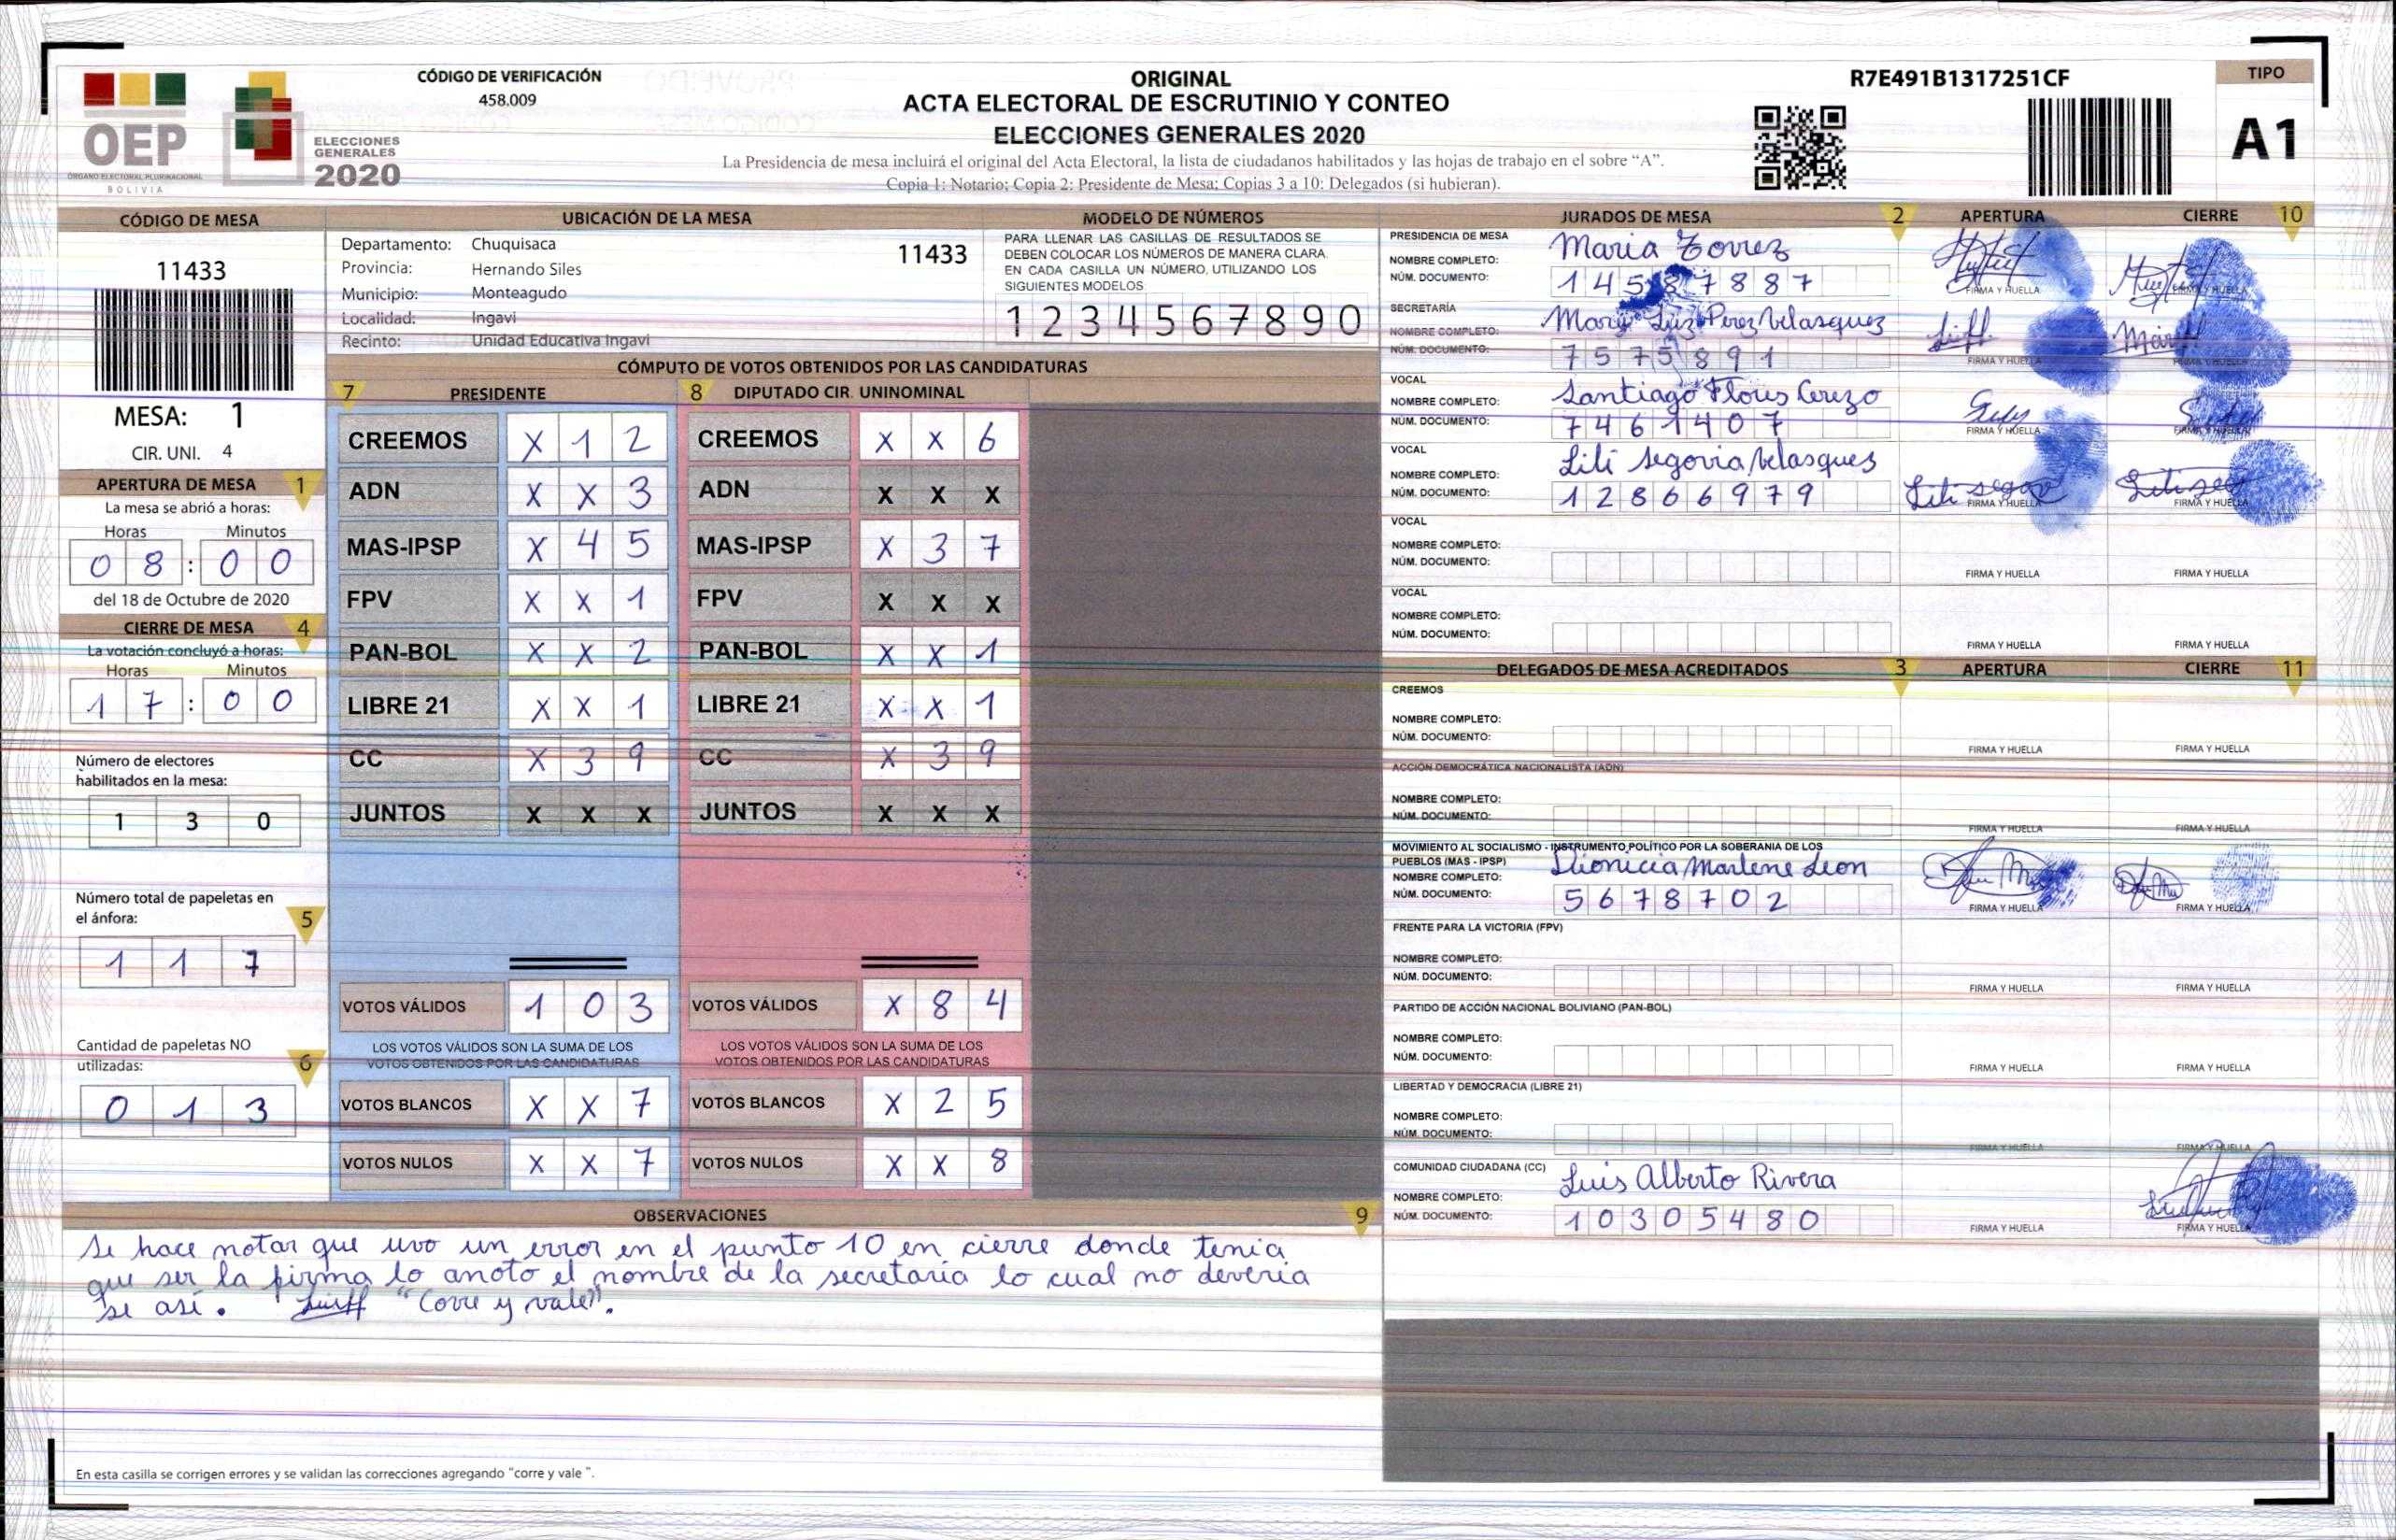 CÓDIGO DE VERIFICACIÓN
458.009
ORIGINAL
ACTA ELECTORAL DE ESCRUTINIO Y CONTEO
ELECCIONES GENERALES 2020
La Presidencia de mesa incluirá el original del Acta Electoral, la lista de ciudadanos habilitados y las hojas de trabajo en el sobre “A”.
Copia 1: Notario; Copia 2: Presidente de Mesa; Copias 3 a 10: Delegados (si hubieran).
R7E491B1317251CF
TIPO
A1
OEP
ÓRGANO ELECTORAL PLURINACIONAL
BOLIVIA
ELECCIONES
GENERALES
2020
CÓDIGO DE MESA
11433
MESA: 1
CIR. UNI. 4
APERTURA DE MESA 1
La mesa se abrió a horas:
Horas Minutos
0 8 : 0 0
del 18 de Octubre de 2020
CIERRE DE MESA 4
La votación concluyó a horas:
Horas Minutos
1 7 : 0 0
Número de electores
habilitados en la mesa:
1 3 0
Número total de papeletas en
el ánfora: 5
1 1 7
Cantidad de papeletas NO
utilizadas: 6
0 1 3
UBICACIÓN DE LA MESA
Departamento: Chuquisaca 11433
Provincia: Hernando Siles
Municipio: Monteagudo
Localidad: Ingavi
Recinto: Unidad Educativa Ingavi
MODELO DE NÚMEROS
PARA LLENAR LAS CASILLAS DE RESULTADOS SE
DEBEN COLOCAR LOS NÚMEROS DE MANERA CLARA.
EN CADA CASILLA UN NÚMERO, UTILIZANDO LOS
SIGUIENTES MODELOS
1 2 3 4 5 6 7 8 9 0
CÓMPUTO DE VOTOS OBTENIDOS POR LAS CANDIDATURAS
7 PRESIDENTE 8 DIPUTADO CIR. UNINOMINAL
CREEMOS X 1 2 CREEMOS X X 6
ADN X X 3 ADN X X X
MAS-IPSP X 4 5 MAS-IPSP X 3 7
FPV X X 1 FPV X X X
PAN-BOL X X 2 PAN-BOL X X 1
LIBRE 21 X X 1 LIBRE 21 X X 1
CC X 3 9 CC X 3 9
JUNTOS X X X JUNTOS X X X
VOTOS VÁLIDOS 1 0 3 VOTOS VÁLIDOS X 8 4
LOS VOTOS VÁLIDOS SON LA SUMA DE LOS LOS VOTOS VÁLIDOS SON LA SUMA DE LOS
VOTOS OBTENIDOS POR LAS CANDIDATURAS VOTOS OBTENIDOS POR LAS CANDIDATURAS
VOTOS BLANCOS X X 7 VOTOS BLANCOS X 2 5
VOTOS NULOS X X 7 VOTOS NULOS X X 8
OBSERVACIONES 9
Se hace notar que uvo un error en el punto 10 en cierre donde tenia
que ser la firma lo anoto el nombre de la secretaria lo cual no deveria
se asi. "Corre y vale".
En esta casilla se corrigen errores y se validan las correcciones agregando “corre y vale ”.
JURADOS DE MESA 2 APERTURA CIERRE 10
PRESIDENCIA DE MESA
NOMBRE COMPLETO: Maria Torrez
NÚM. DOCUMENTO: 1 4 5 8 7 8 8 7
FIRMA Y HUELLA FIRMA Y HUELLA
SECRETARÍA
NOMBRE COMPLETO: Mary Luz Perez Velasquez
NÚM. DOCUMENTO: 7 5 7 5 8 9 1
FIRMA Y HUELLA FIRMA Y HUELLA
VOCAL
NOMBRE COMPLETO: Santiago Flores Cerezo
NÚM. DOCUMENTO: 7 4 6 1 4 0 7
FIRMA Y HUELLA FIRMA Y HUELLA
VOCAL
NOMBRE COMPLETO: Lili Segovia Velasques
NÚM. DOCUMENTO: 1 2 8 6 6 9 7 9
FIRMA Y HUELLA FIRMA Y HUELLA
VOCAL
NOMBRE COMPLETO:
NÚM. DOCUMENTO:
FIRMA Y HUELLA FIRMA Y HUELLA
VOCAL
NOMBRE COMPLETO:
NÚM. DOCUMENTO:
FIRMA Y HUELLA FIRMA Y HUELLA
DELEGADOS DE MESA ACREDITADOS 3 APERTURA CIERRE 11
CREEMOS
NOMBRE COMPLETO:
NÚM. DOCUMENTO:
FIRMA Y HUELLA FIRMA Y HUELLA
ACCIÓN DEMOCRÁTICA NACIONALISTA (ADN)
NOMBRE COMPLETO:
NÚM. DOCUMENTO:
FIRMA Y HUELLA FIRMA Y HUELLA
MOVIMIENTO AL SOCIALISMO - INSTRUMENTO POLÍTICO POR LA SOBERANIA DE LOS
PUEBLOS (MAS - IPSP)
NOMBRE COMPLETO: Dionicia Marlene Leon
NÚM. DOCUMENTO: 5 6 7 8 7 0 2
FIRMA Y HUELLA FIRMA Y HUELLA
FRENTE PARA LA VICTORIA (FPV)
NOMBRE COMPLETO:
NÚM. DOCUMENTO:
FIRMA Y HUELLA FIRMA Y HUELLA
PARTIDO DE ACCIÓN NACIONAL BOLIVIANO (PAN-BOL)
NOMBRE COMPLETO:
NÚM. DOCUMENTO:
FIRMA Y HUELLA FIRMA Y HUELLA
LIBERTAD Y DEMOCRACIA (LIBRE 21)
NOMBRE COMPLETO:
NÚM. DOCUMENTO:
FIRMA Y HUELLA FIRMA Y HUELLA
COMUNIDAD CIUDADANA (CC)
NOMBRE COMPLETO: Luis Alberto Rivera
NÚM. DOCUMENTO: 1 0 3 0 5 4 8 0
FIRMA Y HUELLA FIRMA Y HUELLA